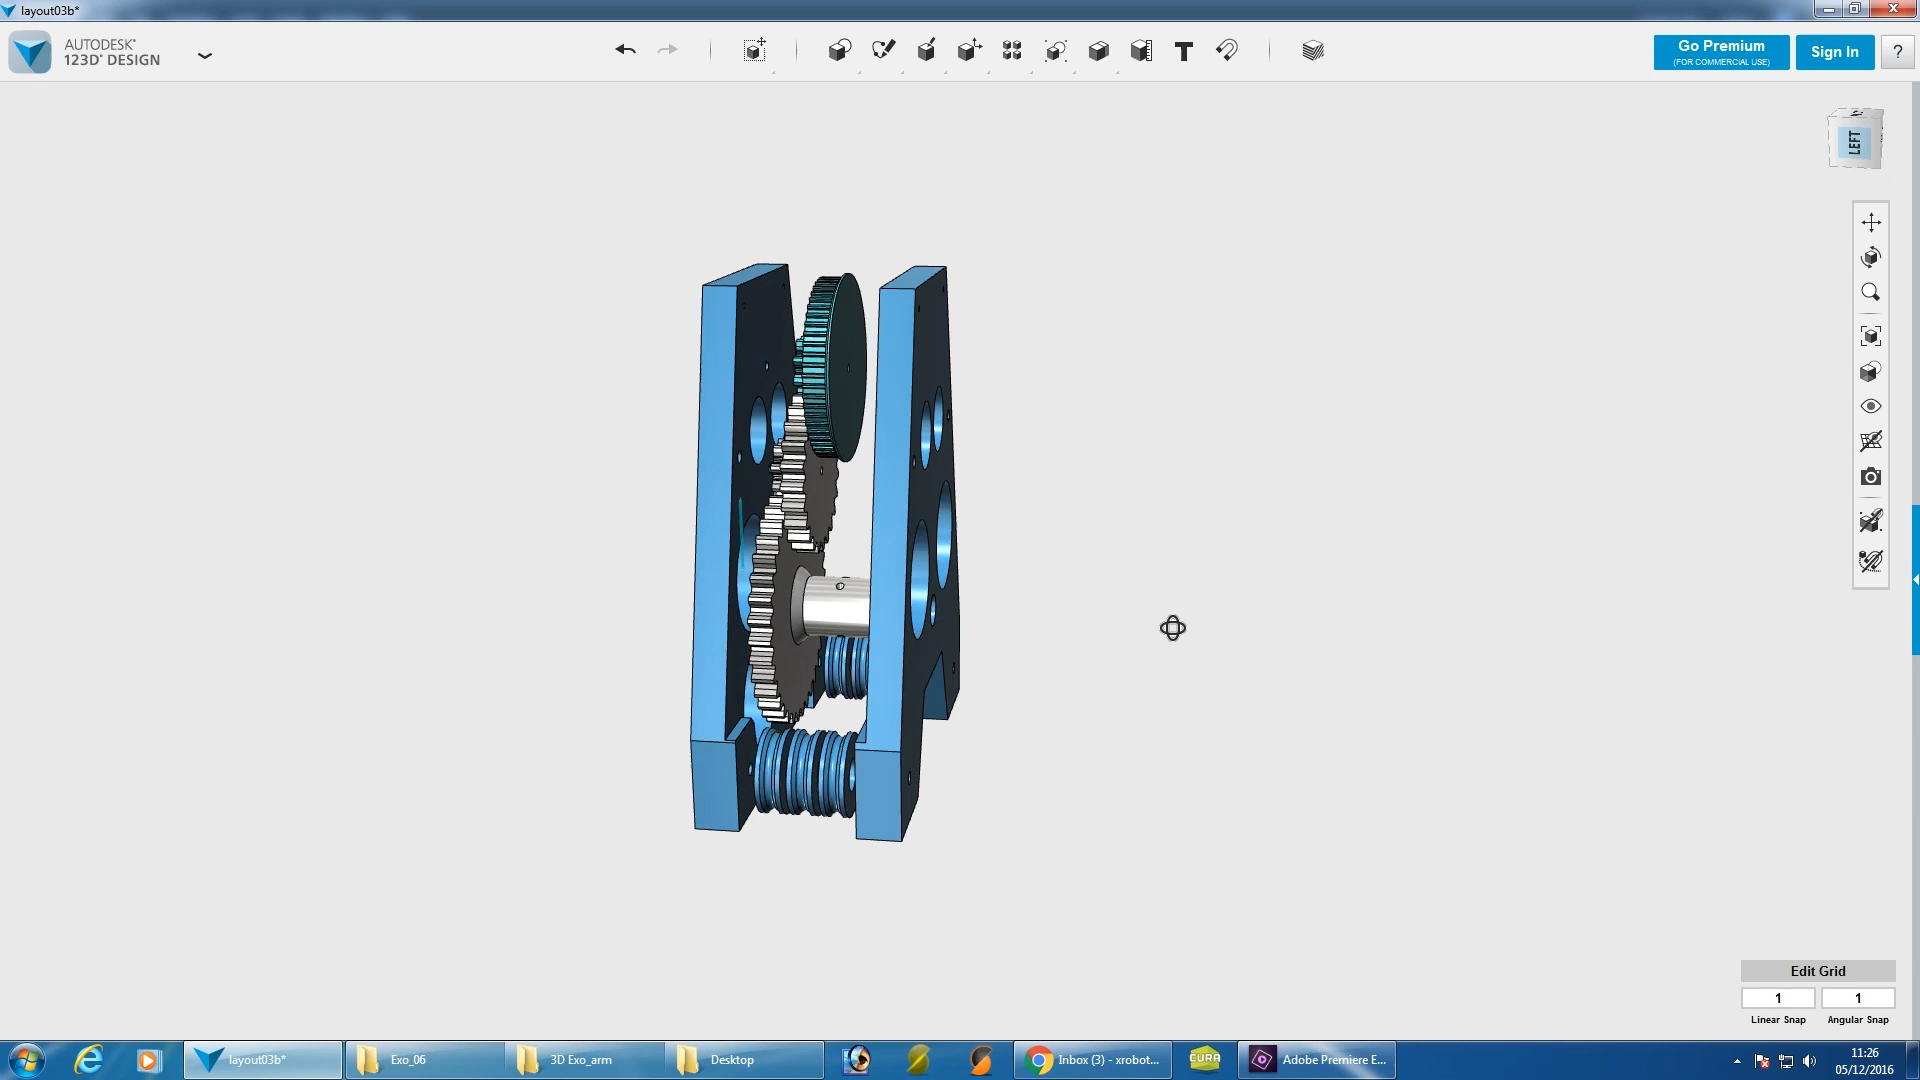 layout03b*
AUTODESK®
123D® DESIGN
T
Go Premium
(FOR COMMERCIAL USE)
Sign In
?
LEFT
Edit Grid
1
1
Linear Snap
Angular Snap
layout03b*
Exo_06
3D Exo_arm
Desktop
Inbox (3) - xrobot...
CURA
Adobe Premiere E...
11:26
05/12/2016